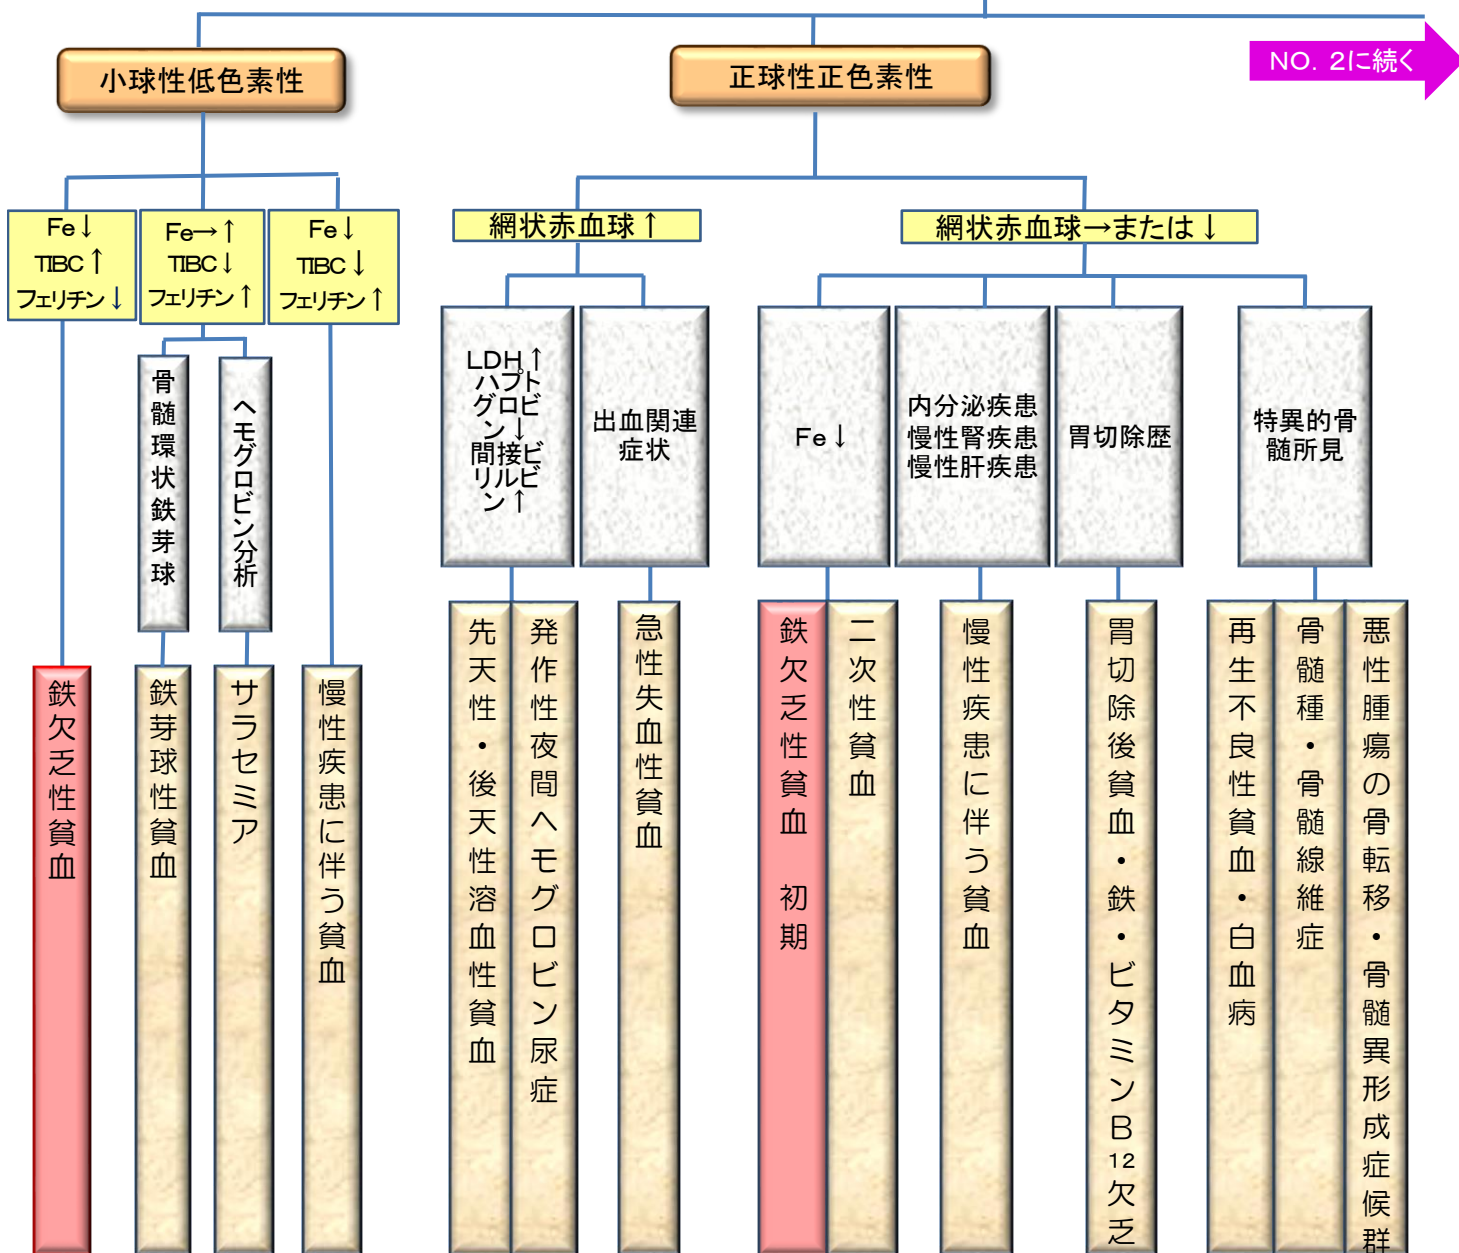 小球性低色素性
正球性正色素性
NO. 2に続く
Fe↓
TIBC↑
フェリチン↓
Fe→↑
TIBC↓
フェリチン↑
Fe↓
TIBC↓
フェリチン↑
網状赤血球↑
網状赤血球→または↓
骨髄環状鉄芽球
ヘモグロビン分析
LDH↑
ハプト
グロビ
ン↓
間接ビ
リルビ
ン↑
出血関連
症状
Fe↓
内分泌疾患
慢性腎疾患
慢性肝疾患
胃切除歴
特異的骨
髄所見
鉄欠乏性貧血
鉄芽球性貧血
サラセミア
慢性疾患に伴う貧血
先天性・後天性溶血性貧血
発作性夜間ヘモグロビン尿症
急性失血性貧血
鉄欠乏性貧血　初期
二次性貧血
慢性疾患に伴う貧血
胃切除後貧血・鉄・ビタミンB12欠乏
再生不良性貧血・白血病
骨髄種・骨髄線維症
悪性腫瘍の骨転移・骨髄異形成症候群